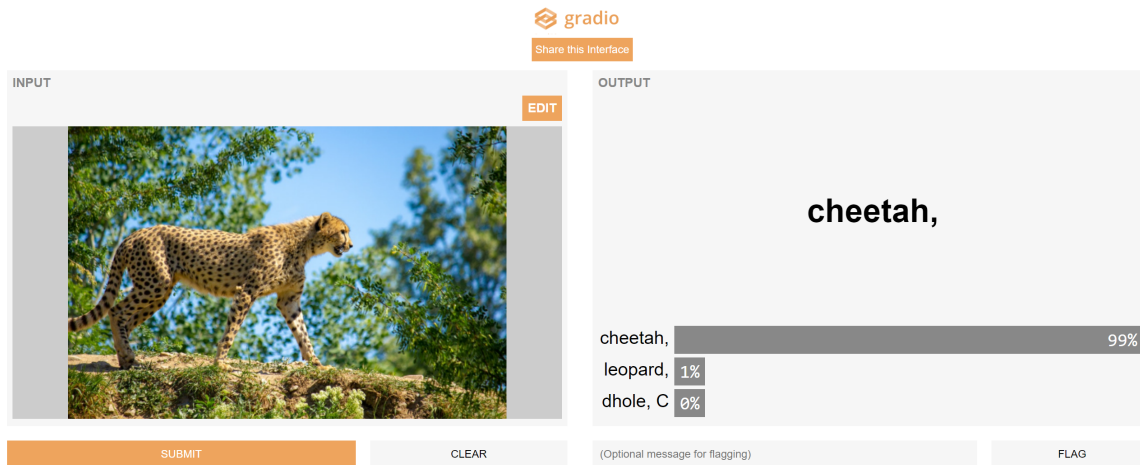 gradio
Share this Interface
INPUT
EDIT
OUTPUT
cheetah,
cheetah, 99%
leopard, 1%
dhole, C 0%
SUBMIT
CLEAR
(Optional message for flagging)
FLAG